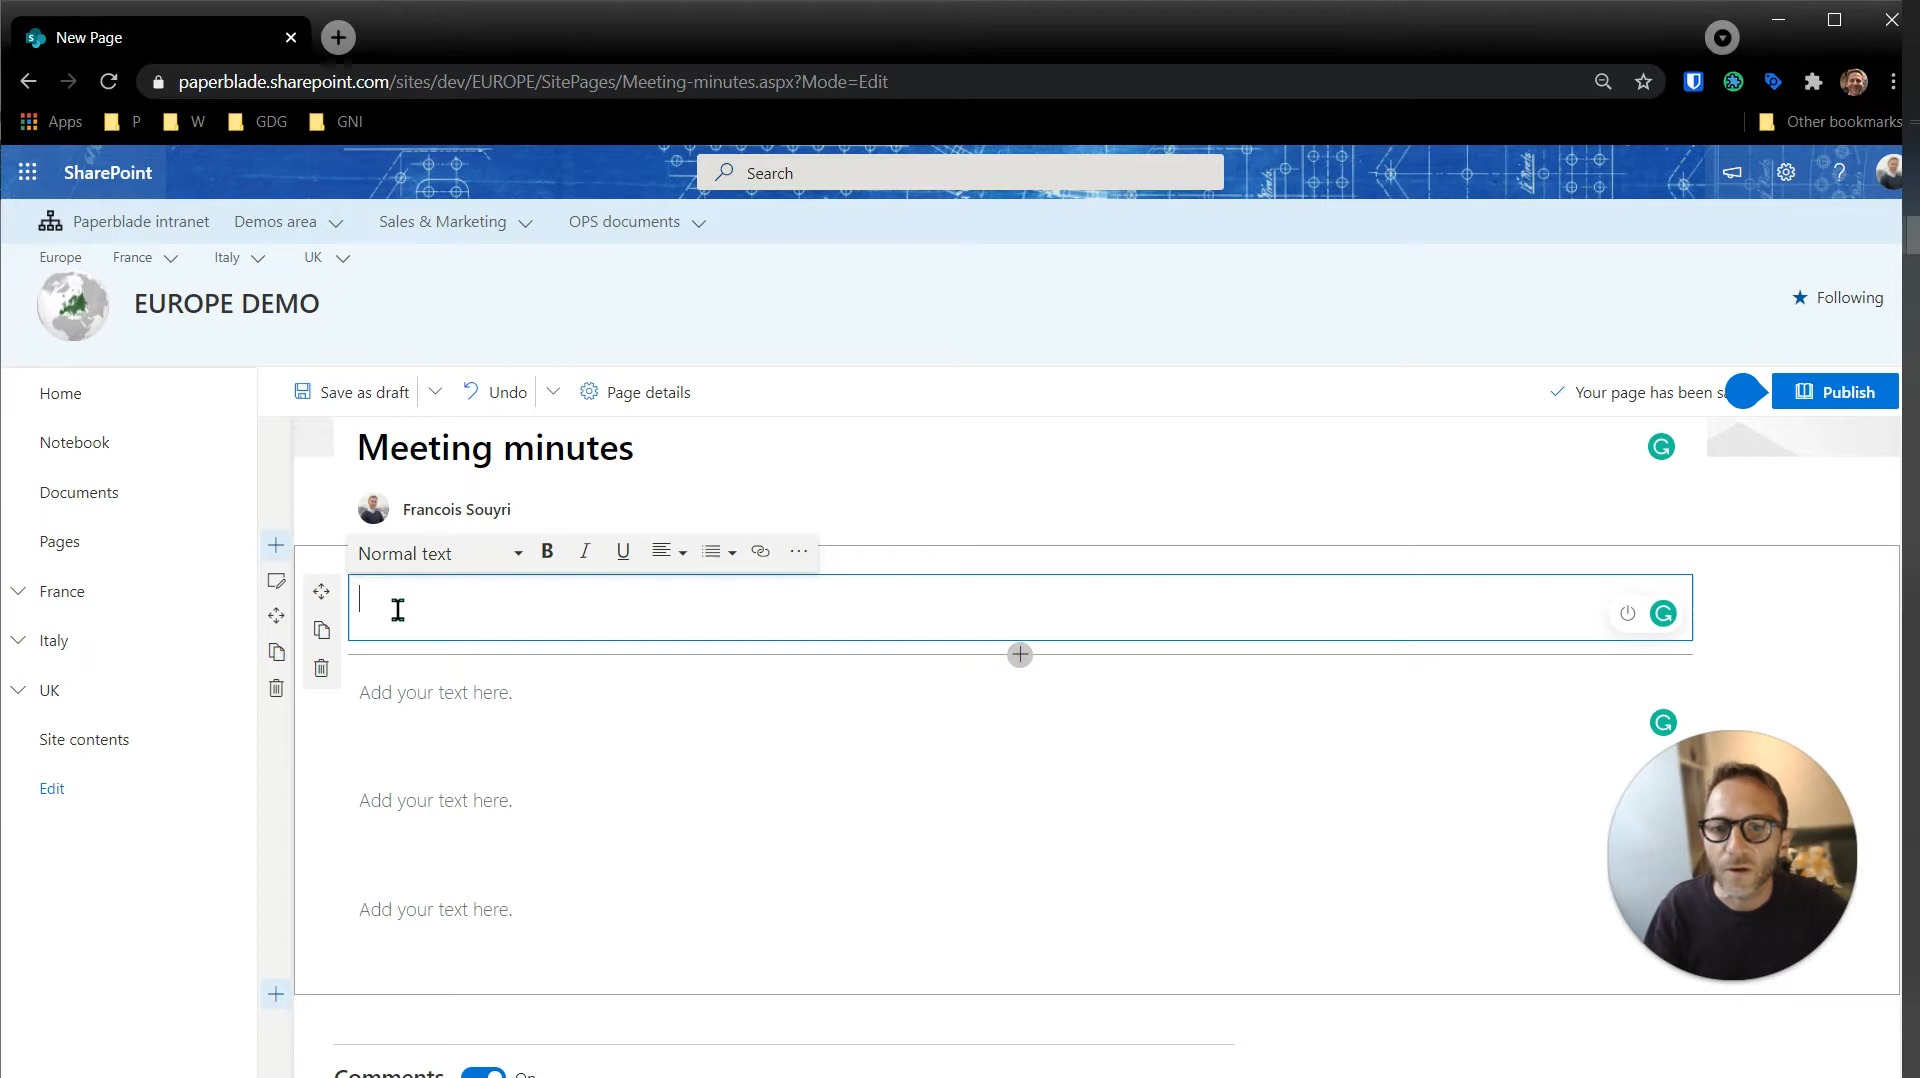 New Page
paperblade.sharepoint.com/sites/dev/EUROPE/SitePages/Meeting-minutes.aspx?Mode=Edit
Apps P W GDG GNI Other bookmarks
SharePoint Search
Paperblade intranet Demos area Sales & Marketing OPS documents
Europe France Italy UK
EUROPE DEMO
Following
Home
Notebook
Documents
Pages
France
Italy
UK
Site contents
Edit
Save as draft Undo Page details Your page has been s Publish
Meeting minutes
Francois Souyri
Normal text B I U
Add your text here.
Add your text here.
Add your text here.
Comments On